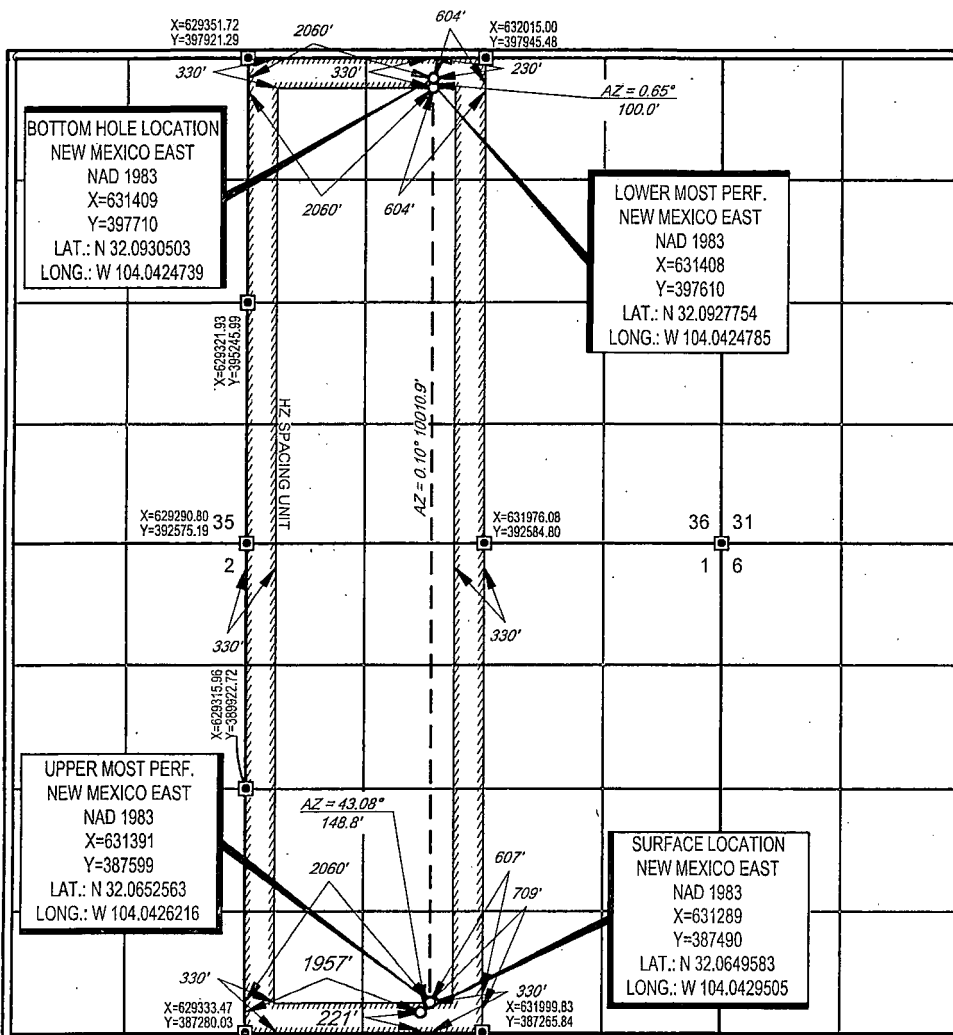 X=629351.72
Y=397921.29
2060'
604'
X=632015.00
Y=397945.48
330'
330'
230'
AZ = 0.65°
100.0'
BOTTOM HOLE LOCATION
NEW MEXICO EAST
NAD 1983
X=631409
Y=397710
LAT.: N 32.0930503
LONG.: W 104.0424739
2060'
604'
LOWER MOST PERF.
NEW MEXICO EAST
NAD 1983
X=631408
Y=397610
LAT.: N 32.0927754
LONG.: W 104.0424785
X=629321.93
Y=395245.99
HZ SPACING UNIT
AZ = 0.10° 10010.9'
X=629290.80
Y=392575.19
35
2
X=631976.08
Y=392584.80
36
31
1
6
330'
330'
X=629315.96
Y=389922.72
UPPER MOST PERF.
NEW MEXICO EAST
NAD 1983
X=631391
Y=387599
LAT.: N 32.0652563
LONG.: W 104.0426216
AZ = 43.08°
148.8'
2060'
607'
709'
SURFACE LOCATION
NEW MEXICO EAST
NAD 1983
X=631289
Y=387490
LAT.: N 32.0649583
LONG.: W 104.0429505
330'
1957'
330'
X=629333.47
Y=387280.03
221'
X=631999.83
Y=387265.84